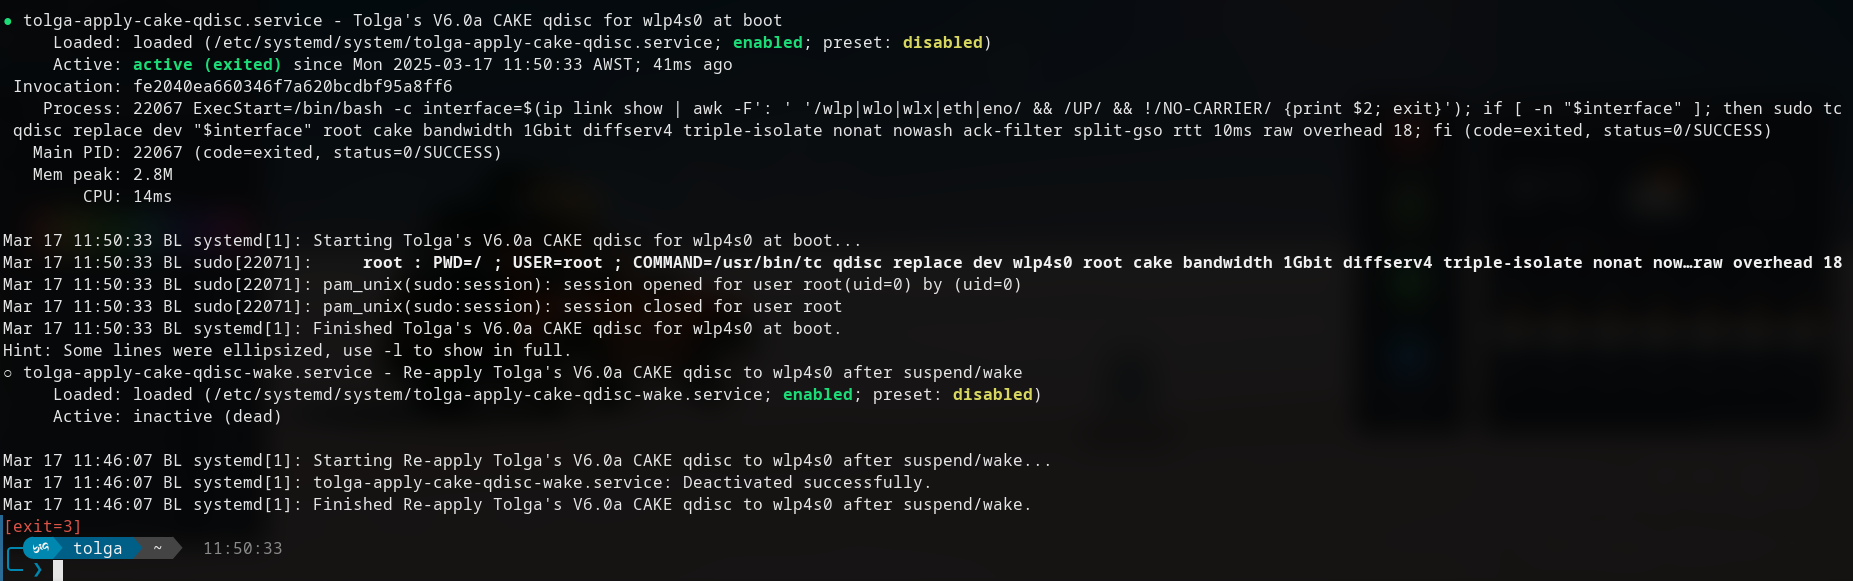 ● tolga-apply-cake-qdisc.service - Tolga's V6.0a CAKE qdisc for wlp4s0 at boot
     Loaded: loaded (/etc/systemd/system/tolga-apply-cake-qdisc.service; enabled; preset: disabled)
     Active: active (exited) since Mon 2025-03-17 11:50:33 AWST; 41ms ago
 Invocation: fe2040ea660346f7a620bcdbf95a8ff6
    Process: 22067 ExecStart=/bin/bash -c interface=$(ip link show | awk -F': ' '/wlp|wlo|wlx|eth|eno/ && /UP/ && !/NO-CARRIER/ {print $2; exit}'); if [ -n "$interface" ]; then sudo tc
 qdisc replace dev "$interface" root cake bandwidth 1Gbit diffserv4 triple-isolate nonat nowash ack-filter split-gso rtt 10ms raw overhead 18; fi (code=exited, status=0/SUCCESS)
   Main PID: 22067 (code=exited, status=0/SUCCESS)
   Mem peak: 2.8M
        CPU: 14ms
Mar 17 11:50:33 BL systemd[1]: Starting Tolga's V6.0a CAKE qdisc for wlp4s0 at boot...
Mar 17 11:50:33 BL sudo[22071]:     root : PWD=/ ; USER=root ; COMMAND=/usr/bin/tc qdisc replace dev wlp4s0 root cake bandwidth 1Gbit diffserv4 triple-isolate nonat now…raw overhead 18
Mar 17 11:50:33 BL sudo[22071]: pam_unix(sudo:session): session opened for user root(uid=0) by (uid=0)
Mar 17 11:50:33 BL sudo[22071]: pam_unix(sudo:session): session closed for user root
Mar 17 11:50:33 BL systemd[1]: Finished Tolga's V6.0a CAKE qdisc for wlp4s0 at boot.
Hint: Some lines were ellipsized, use -l to show in full.
○ tolga-apply-cake-qdisc-wake.service - Re-apply Tolga's V6.0a CAKE qdisc to wlp4s0 after suspend/wake
     Loaded: loaded (/etc/systemd/system/tolga-apply-cake-qdisc-wake.service; enabled; preset: disabled)
     Active: inactive (dead)
Mar 17 11:46:07 BL systemd[1]: Starting Re-apply Tolga's V6.0a CAKE qdisc to wlp4s0 after suspend/wake...
Mar 17 11:46:07 BL systemd[1]: tolga-apply-cake-qdisc-wake.service: Deactivated successfully.
Mar 17 11:46:07 BL systemd[1]: Finished Re-apply Tolga's V6.0a CAKE qdisc to wlp4s0 after suspend/wake.
[exit=3]
BiG tolga ~ 11:50:33
❯